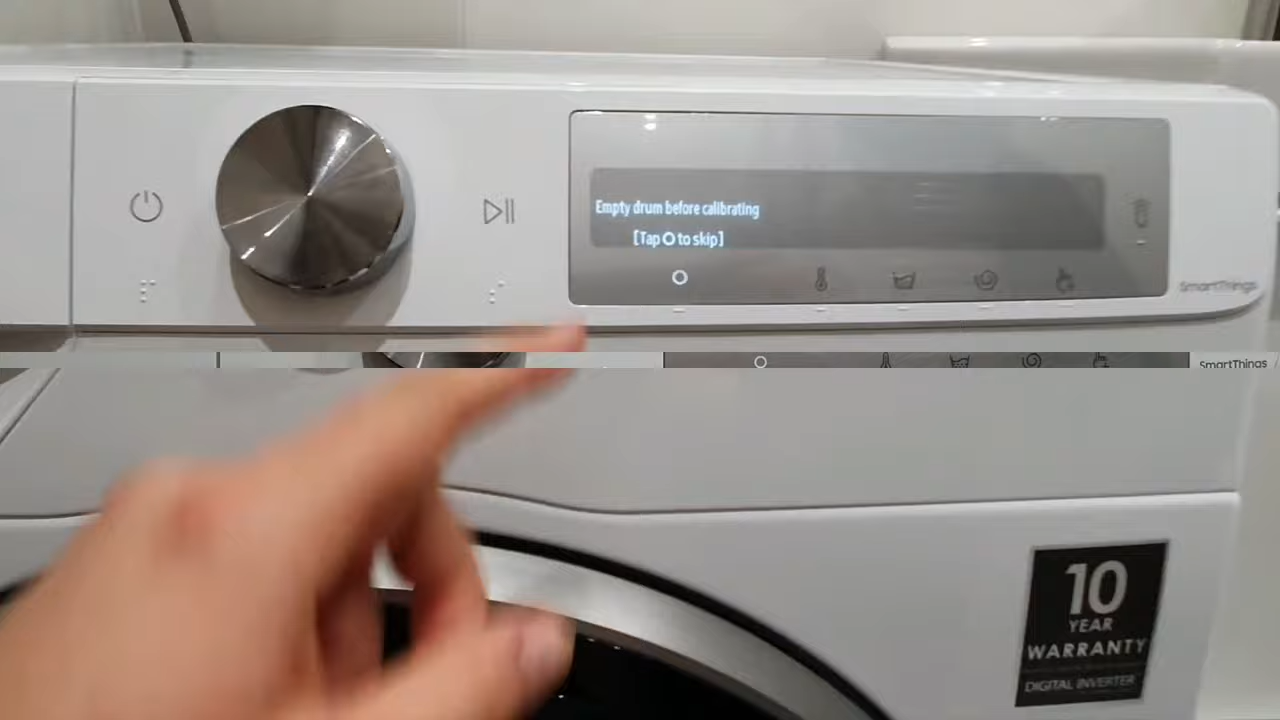 Empty drum before calibrating
[Tap O to skip]
SmartThings
SmartThings
10
YEAR
WARRANTY
DIGITAL INVERTER